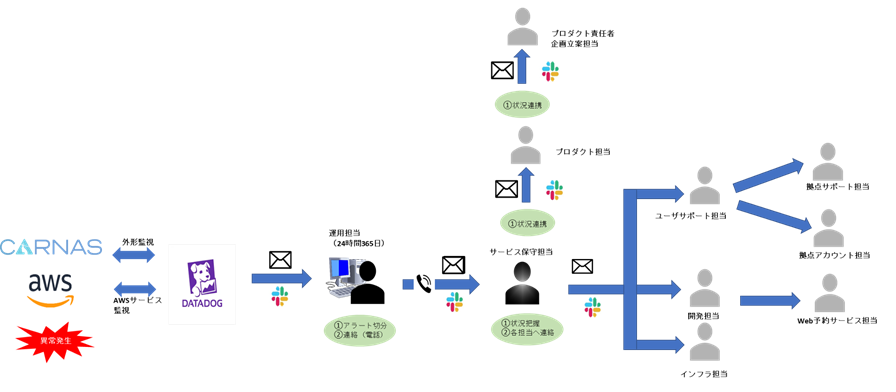 プロダクト責任者
企画立案担当
①状況連携
プロダクト担当
①状況連携
CARNAS
外形監視
aws
AWSサービス
監視
異常発生
DATADOG
運用担当
(24時間365日)
①アラート切分
②連絡(電話)
サービス保守担当
①状況把握
②各担当へ連絡
ユーザサポート担当
拠点サポート担当
拠点アカウント担当
開発担当
Web予約サービス担当
インフラ担当